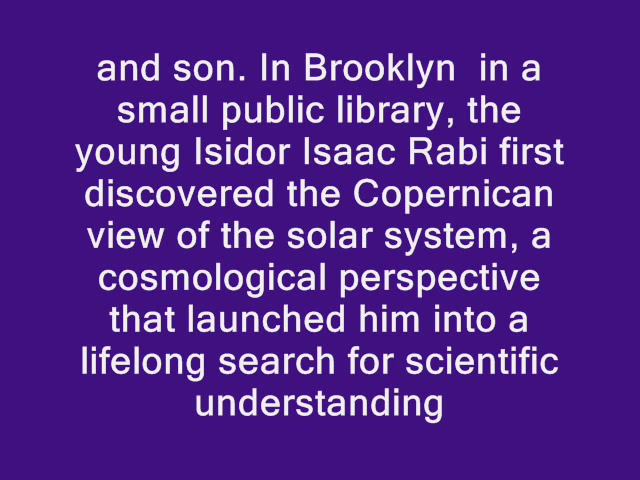 and son. In Brooklyn  in a
small public library, the
young Isidor Isaac Rabi first
discovered the Copernican
view of the solar system, a
cosmological perspective
that launched him into a
lifelong search for scientific
understanding